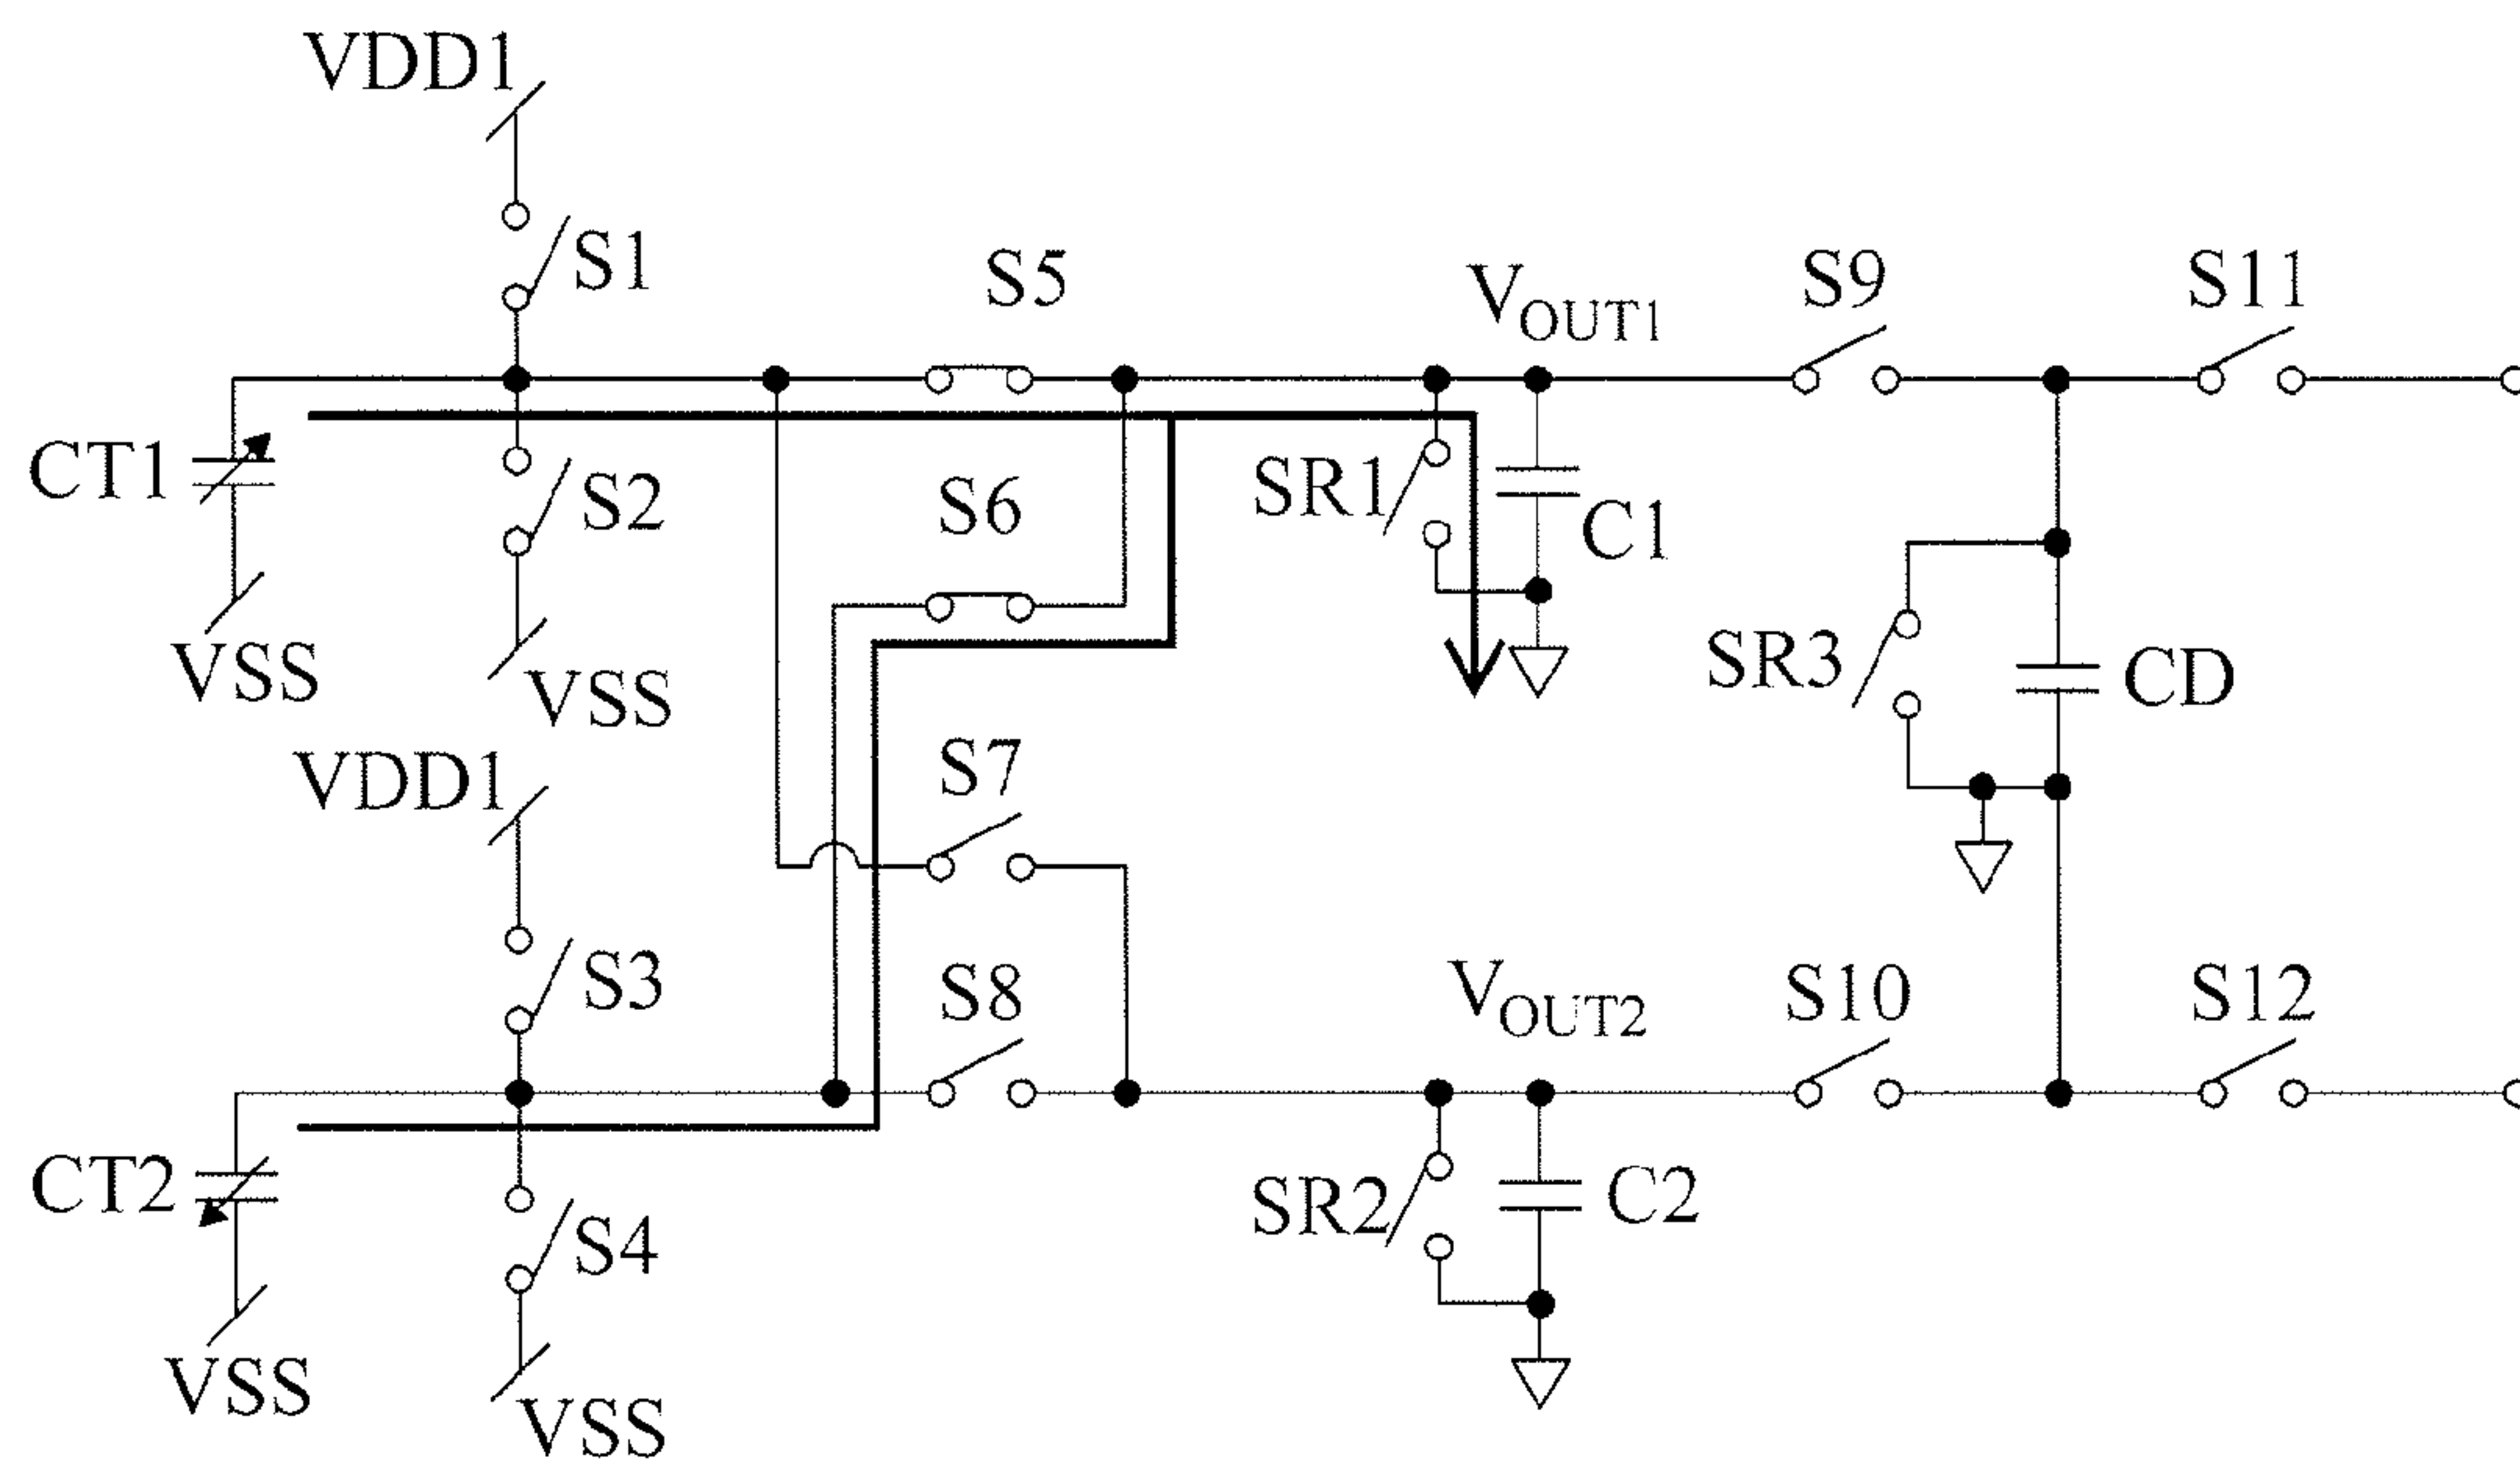 VDD1
S1
S5
VOUT1
S9
S11
CT1
S2
S6
SR1
C1
VSS
VSS
SR3
CD
VDD1
S7
S3
S8
VOUT2
S10
S12
CT2
S4
SR2
C2
VSS
VSS